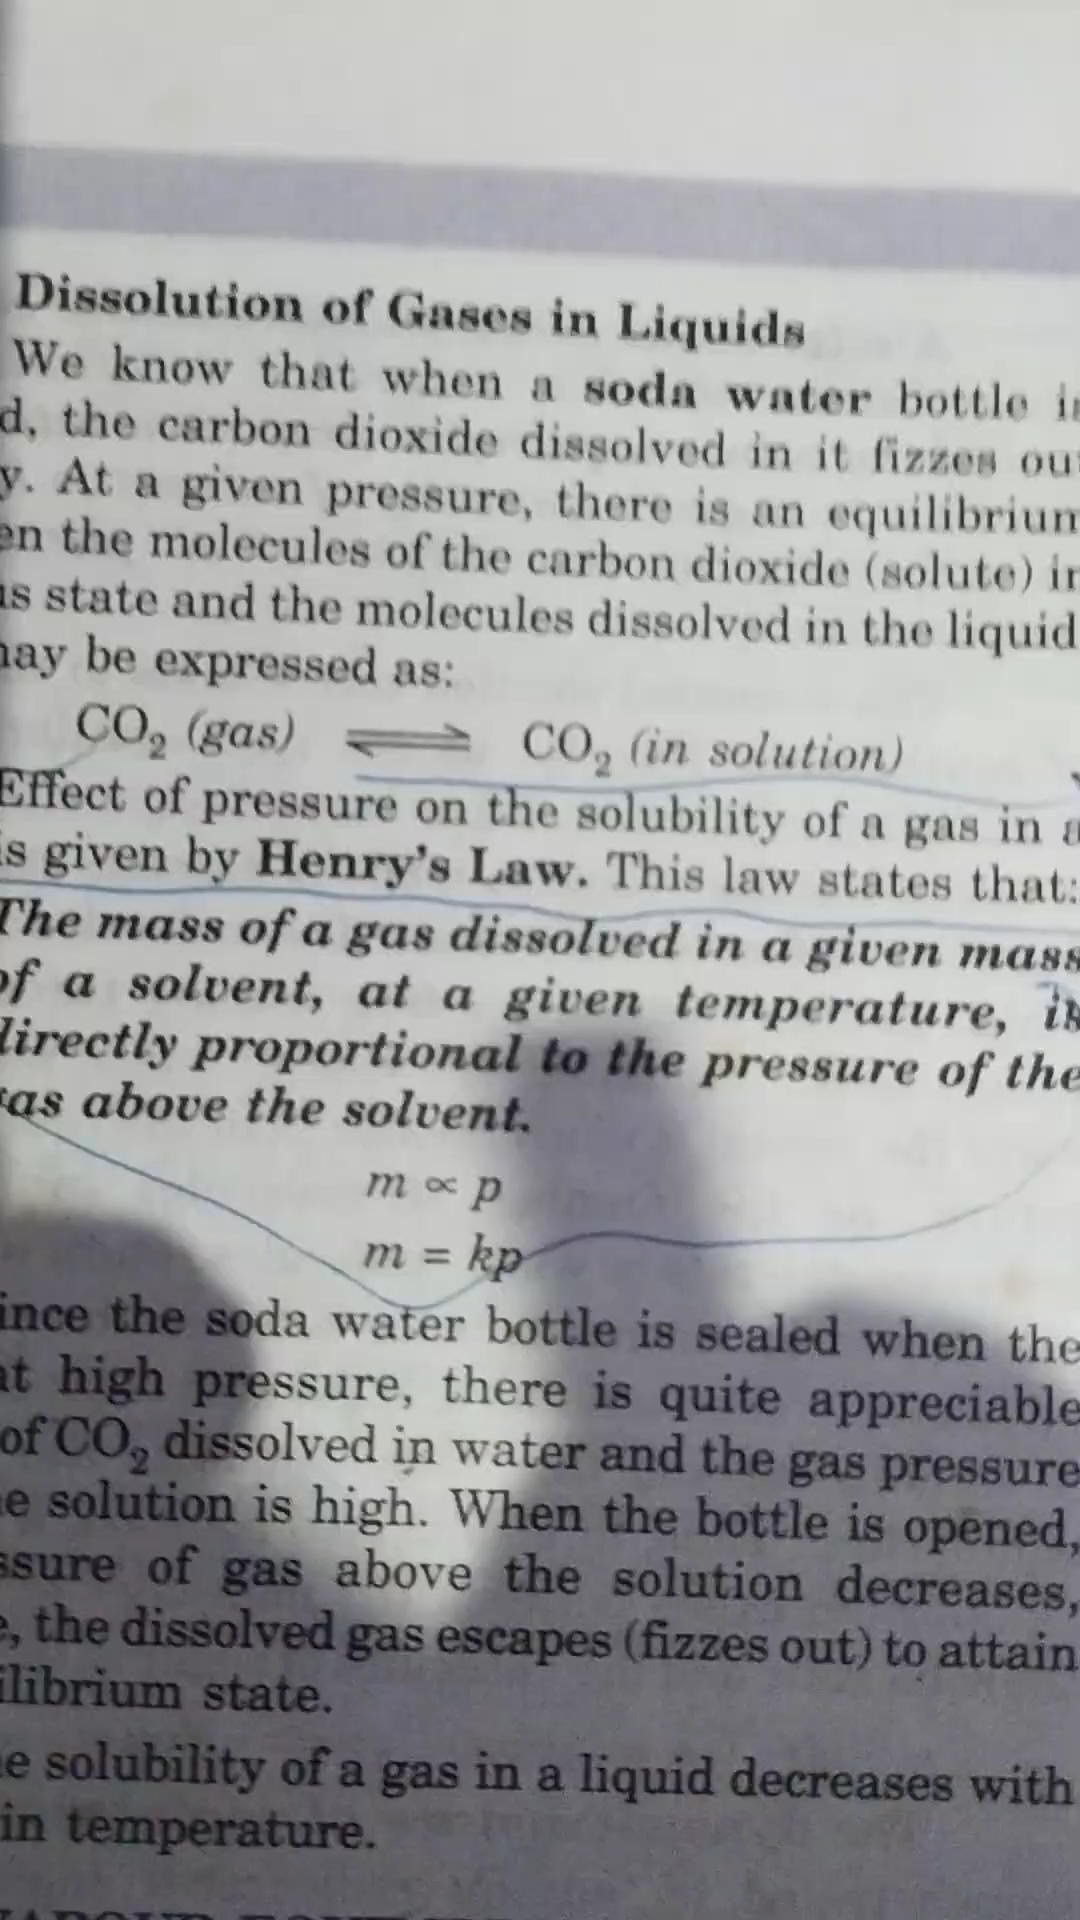 Dissolution of Gases in Liquids
We know that when a soda water bottle
d, the carbon dioxide dissolved in it fizzes ou
y. At a given pressure, there is an equilibrium
en the molecules of the carbon dioxide (solute) in
as state and the molecules dissolved in the liquid
may be expressed as:
CO₂ (gas) ⇌ CO₂ (in solution)
Effect of pressure on the solubility of a gas in a
is given by Henry's Law. This law states that:
The mass of a gas dissolved in a given mass
of a solvent, at a given temperature, is
directly proportional to the pressure of the
gas above the solvent.
m ∝ p
m = kp
ince the soda water bottle is sealed when the
at high pressure, there is quite appreciable
of CO₂ dissolved in water and the gas pressure
e solution is high. When the bottle is opened,
ssure of gas above the solution decreases,
e, the dissolved gas escapes (fizzes out) to attain
ilibrium state.
e solubility of a gas in a liquid decreases with
in temperature.